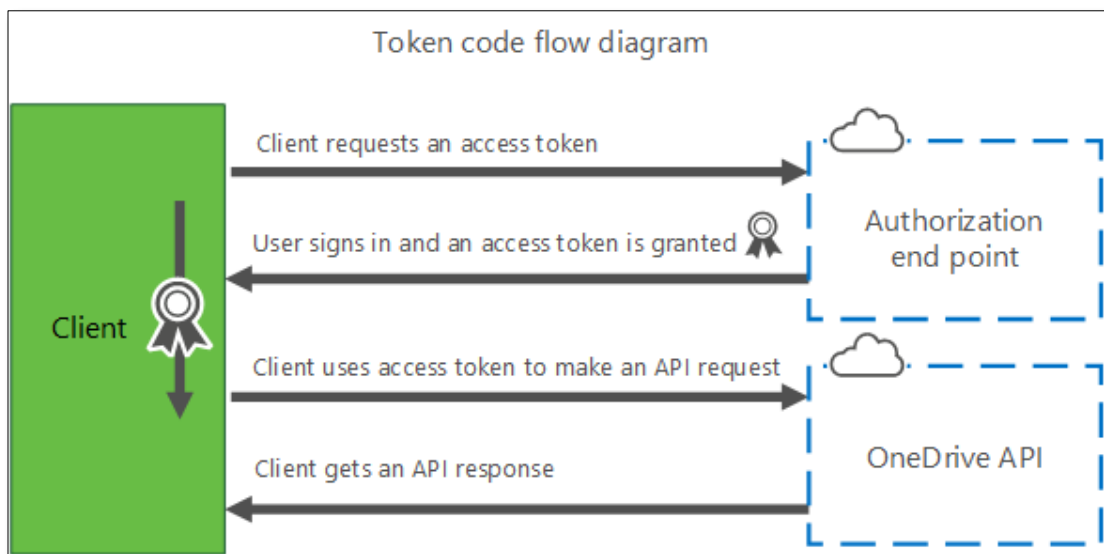 Token code flow diagram
Client requests an access token
User signs in and an access token is granted
Authorization
end point
Client
Client uses access token to make an API request
Client gets an API response
OneDrive API